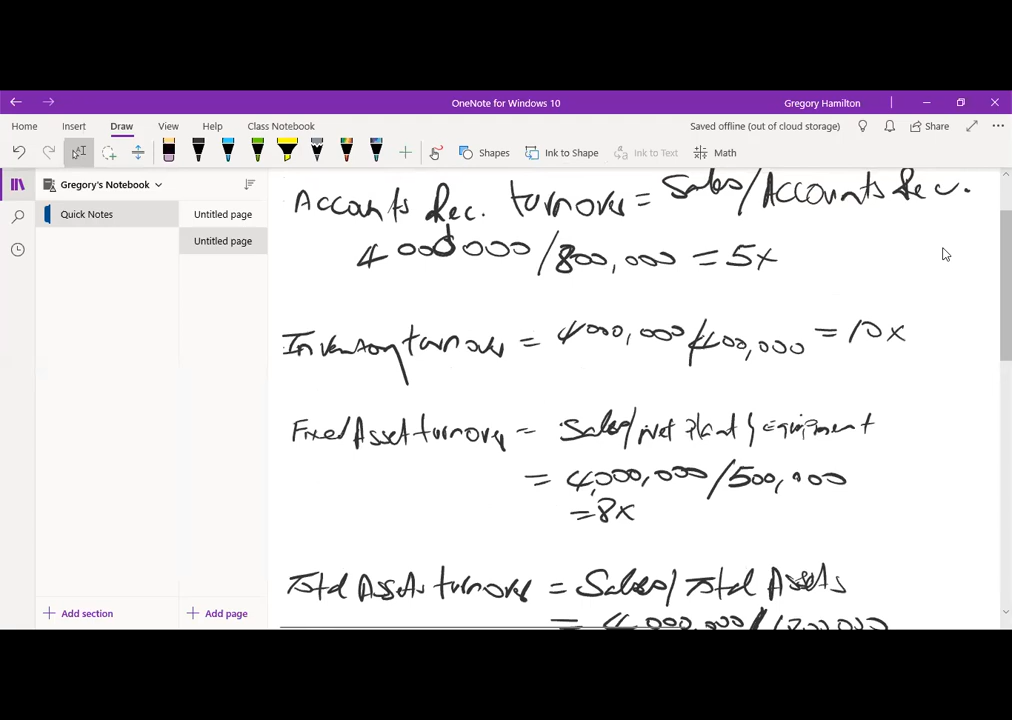 OneNote for Windows 10
Gregory Hamilton
Home Insert Draw View Help Class Notebook
Saved offline (out of cloud storage) Share
Shapes Ink to Shape Ink to Text Math
Gregory's Notebook
Quick Notes
Untitled page
Untitled page
Add section
Add page
Accounts Rec. turnover = Sales/Accounts Rec.
4 000 000/800,000 = 5x
Inventory turnover = 4000,000/400,000 = 10x
Fixed Asset turnover = Sales/net plant & equipment
= 4,000,000/500,000
= 8x
Total Assets turnover = Sales/Total Assets
= 4,000,000/